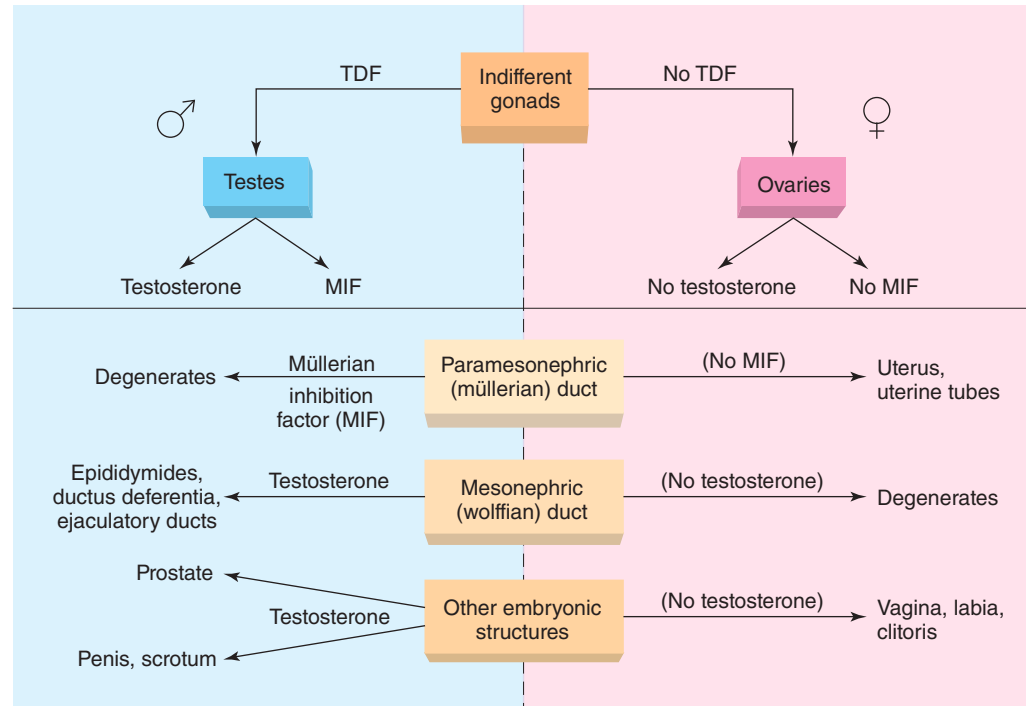 TDF
Indifferent
gonads
No TDF
Testes
Ovaries
Testosterone
MIF
No testosterone
No MIF
Degenerates
Müllerian
inhibition
factor (MIF)
Paramesonephric
(müllerian) duct
(No MIF)
Uterus,
uterine tubes
Epididymides,
ductus deferentia,
ejaculatory ducts
Testosterone
Mesonephric
(wolffian) duct
(No testosterone)
Degenerates
Prostate
Testosterone
Penis, scrotum
Other embryonic
structures
(No testosterone)
Vagina, labia,
clitoris